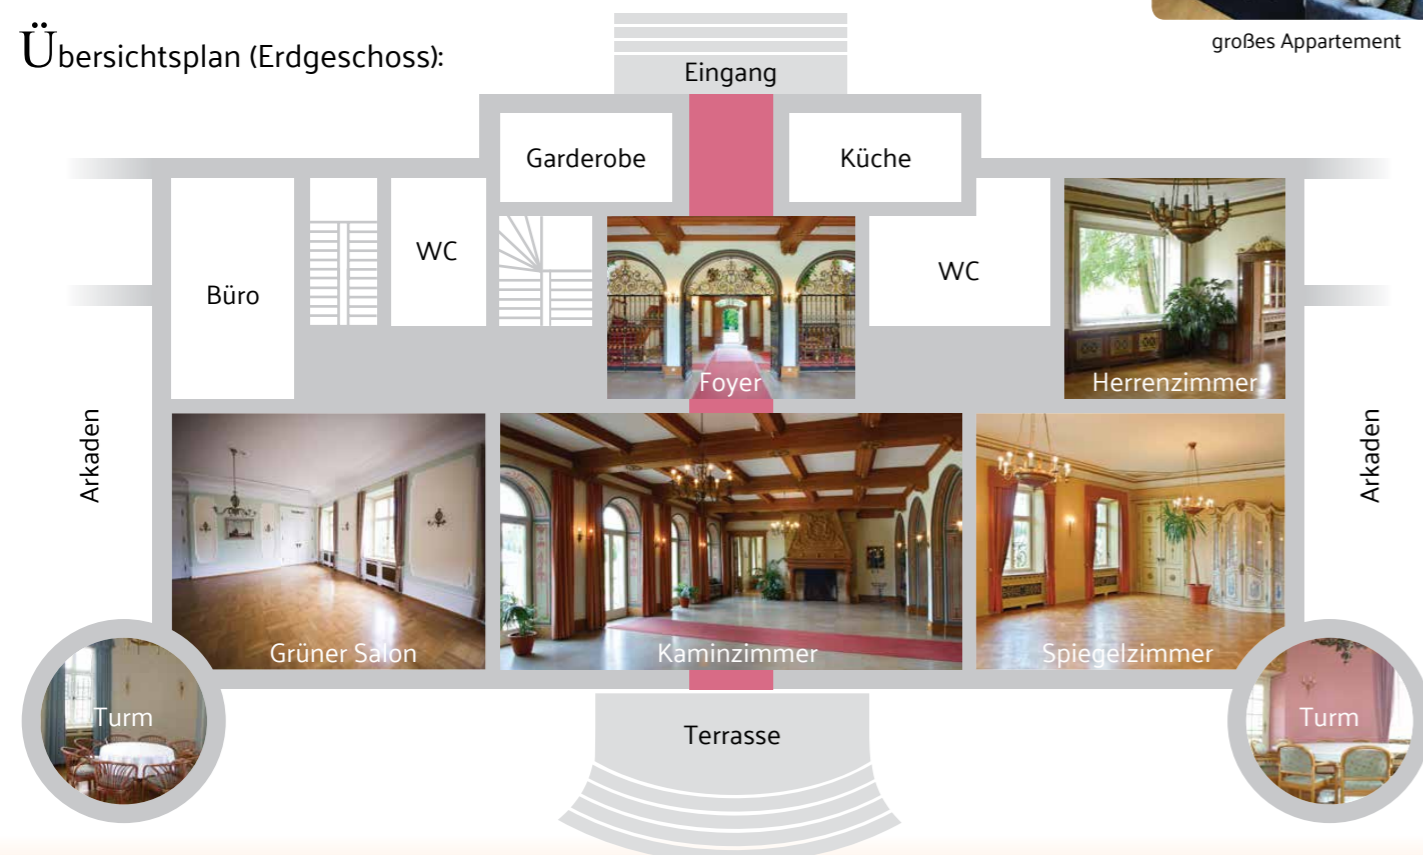 großes Appartement
Übersichtsplan (Erdgeschoss):
Eingang
Garderobe
Küche
WC
WC
Büro
Foyer
Herrenzimmer
Arkaden
Arkaden
Grüner Salon
Kaminzimmer
Spiegelzimmer
Turm
Turm
Terrasse